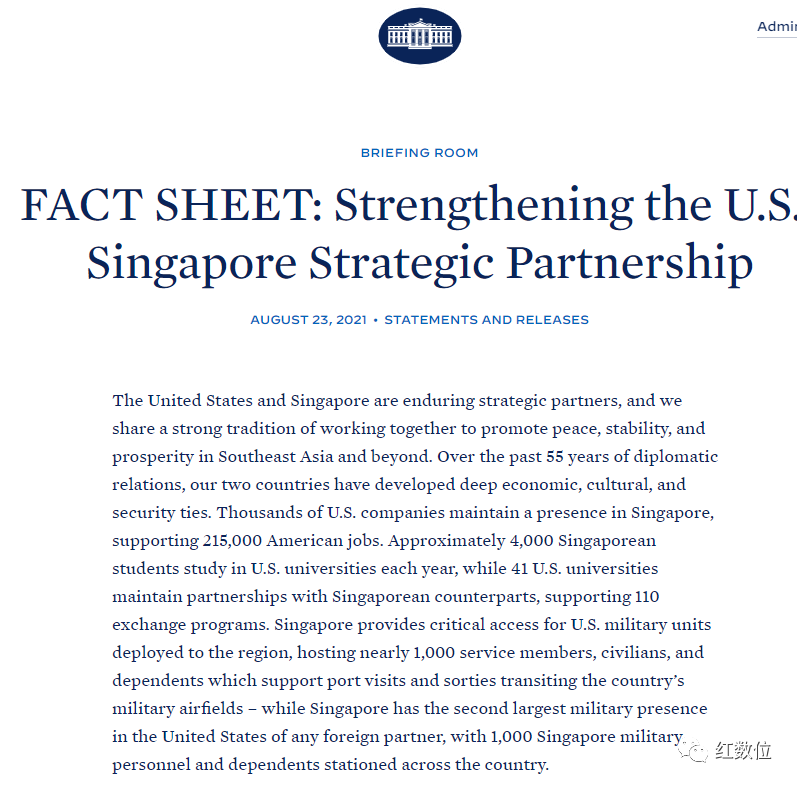 Admin
BRIEFING ROOM
FACT SHEET: Strengthening the U.S.
Singapore Strategic Partnership
AUGUST 23, 2021 • STATEMENTS AND RELEASES
The United States and Singapore are enduring strategic partners, and we
share a strong tradition of working together to promote peace, stability, and
prosperity in Southeast Asia and beyond. Over the past 55 years of diplomatic
relations, our two countries have developed deep economic, cultural, and
security ties. Thousands of U.S. companies maintain a presence in Singapore,
supporting 215,000 American jobs. Approximately 4,000 Singaporean
students study in U.S. universities each year, while 41 U.S. universities
maintain partnerships with Singaporean counterparts, supporting 110
exchange programs. Singapore provides critical access for U.S. military units
deployed to the region, hosting nearly 1,000 service members, civilians, and
dependents which support port visits and sorties transiting the country’s
military airfields – while Singapore has the second largest military presence
in the United States of any foreign partner, with 1,000 Singapore military
personnel and dependents stationed across the country.
红数位